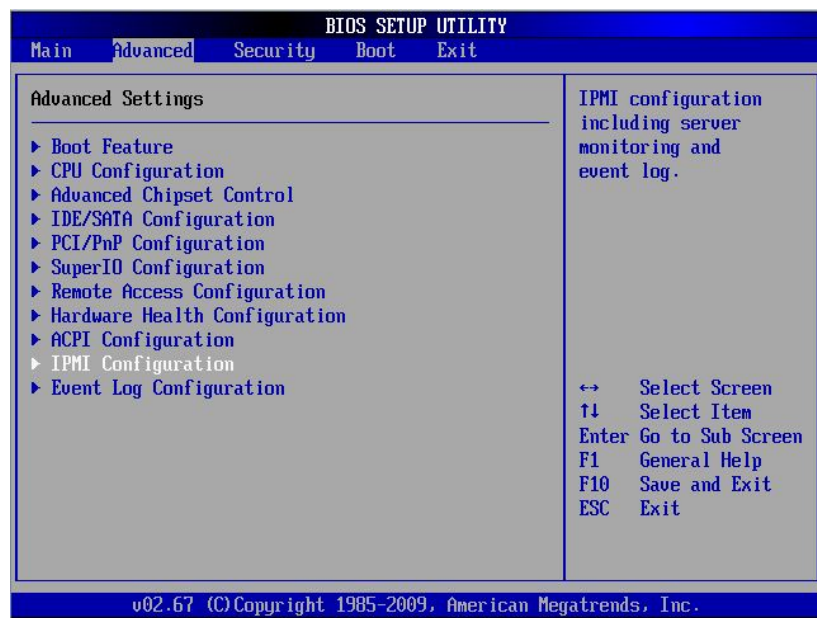 BIOS SETUP UTILITY
Main Advanced Security Boot Exit
Advanced Settings
▶ Boot Feature
▶ CPU Configuration
▶ Advanced Chipset Control
▶ IDE/SATA Configuration
▶ PCI/PnP Configuration
▶ SuperIO Configuration
▶ Remote Access Configuration
▶ Hardware Health Configuration
▶ ACPI Configuration
▶ IPMI Configuration
▶ Event Log Configuration
IPMI configuration
including server
monitoring and
event log.
↔ Select Screen
↑↓ Select Item
Enter Go to Sub Screen
F1 General Help
F10 Save and Exit
ESC Exit
v02.67 (C)Copyright 1985-2009, American Megatrends, Inc.